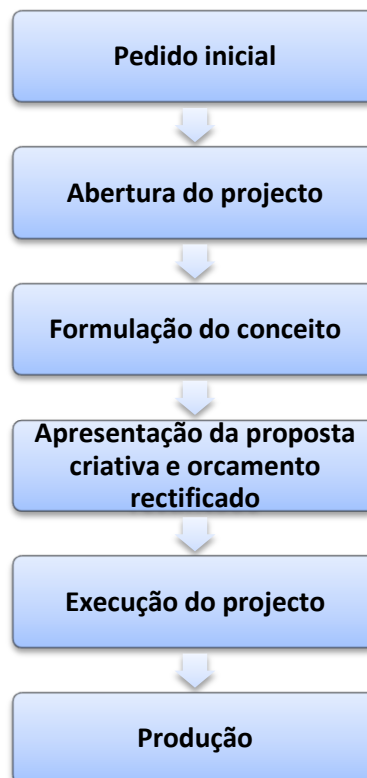 Pedido inicial
Abertura do projecto
Formulação do conceito
Apresentação da proposta
criativa e orcamento
rectificado
Execução do projecto
Produção